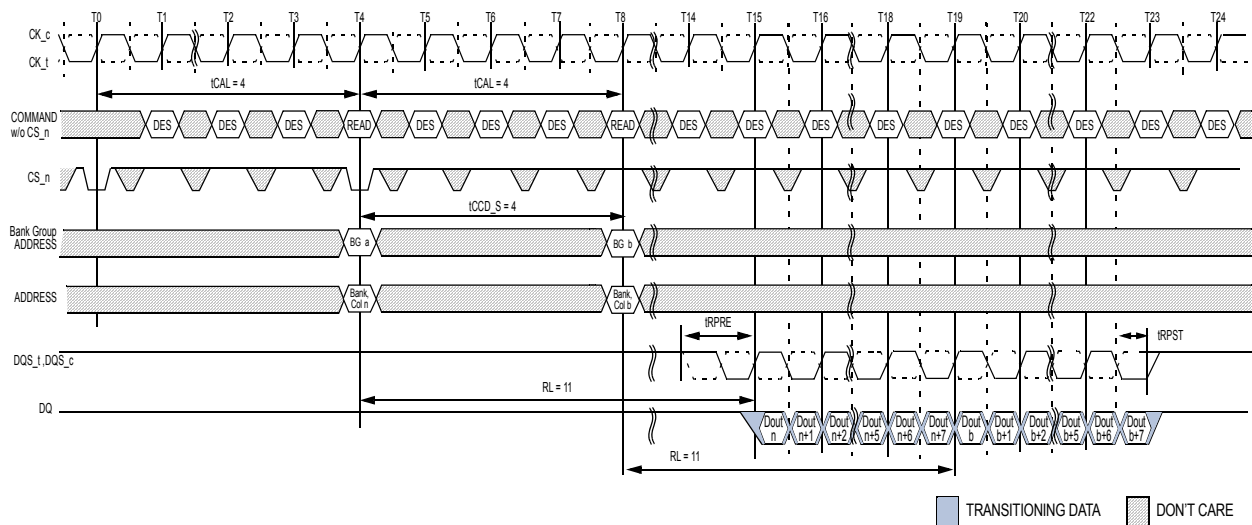 T0 T1 T2 T3 T4 T5 T6 T7 T8 T14 T15 T16 T18 T19 T20 T22 T23 T24
CK_c
CK_t
tCAL = 4 tCAL = 4
COMMAND
w/o CS_n
DES DES DES READ DES DES DES READ DES DES DES DES DES DES DES DES DES
CS_n
tCCD_S = 4
Bank Group
ADDRESS
BG a BG b
ADDRESS
Bank, Bank,
Col n Col b
tRPRE
tRPST
DQS_t ,DQS_c
RL = 11
DQ
Dout Dout Dout Dout Dout Dout Dout Dout Dout Dout Dout Dout
n n+1 n+2 n+5 n+6 n+7 b b+1 b+2 b+5 b+6 b+7
RL = 11
TRANSITIONING DATA DON'T CARE